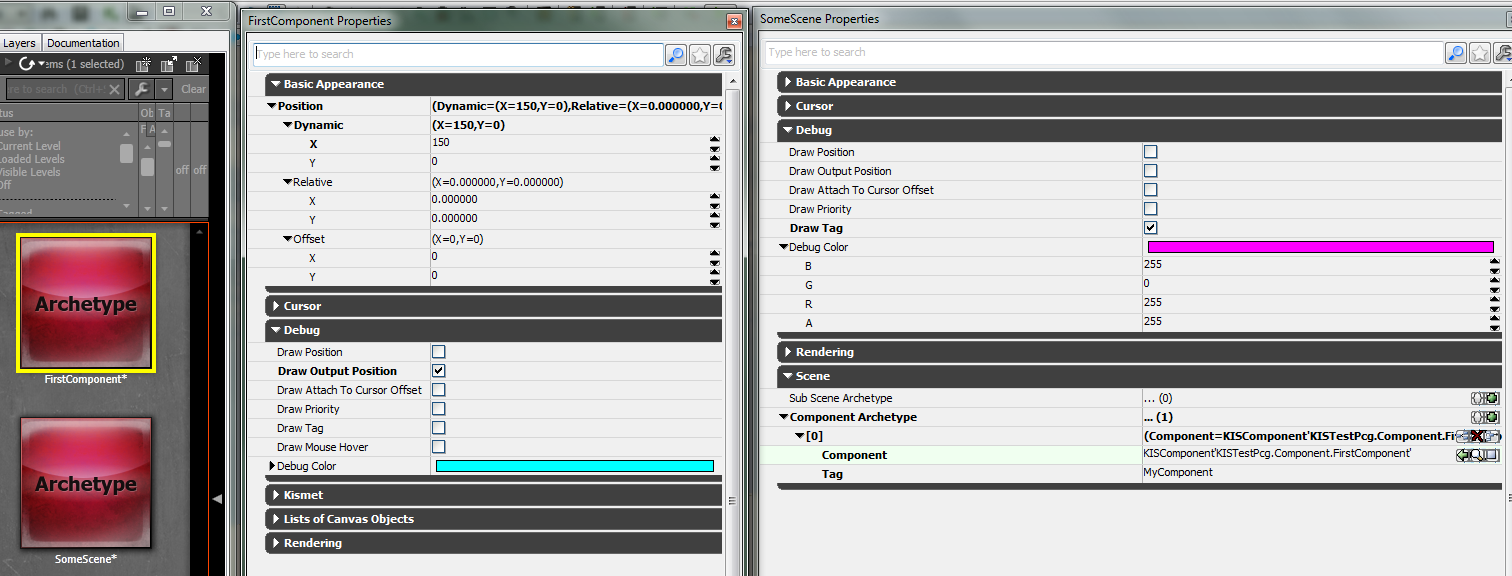 Layers Documentation
ems (1 selected)
ere to search (Ctrl+ Clear
tus Ob Ta
use by: F A
Current Level
Loaded Levels
Visible Levels off off
Off
Archetype
FirstComponent*
Archetype
SomeScene*
FirstComponent Properties
Type here to search
Basic Appearance
Position (Dynamic=(X=150,Y=0),Relative=(X=0.000000,Y=0
Dynamic (X=150,Y=0)
X 150
Y 0
Relative (X=0.000000,Y=0.000000)
X 0.000000
Y 0.000000
Offset (X=0,Y=0)
X 0
Y 0
Cursor
Debug
Draw Position
Draw Output Position
Draw Attach To Cursor Offset
Draw Priority
Draw Tag
Draw Mouse Hover
Debug Color
Kismet
Lists of Canvas Objects
Rendering
SomeScene Properties
Type here to search
Basic Appearance
Cursor
Debug
Draw Position
Draw Output Position
Draw Attach To Cursor Offset
Draw Priority
Draw Tag
Debug Color
B 255
G 0
R 255
A 255
Rendering
Scene
Sub Scene Archetype ... (0)
Component Archetype ... (1)
[0] (Component=KISComponent'KISTestPcg.Component.Fir
Component KISComponent'KISTestPcg.Component.FirstComponent'
Tag MyComponent